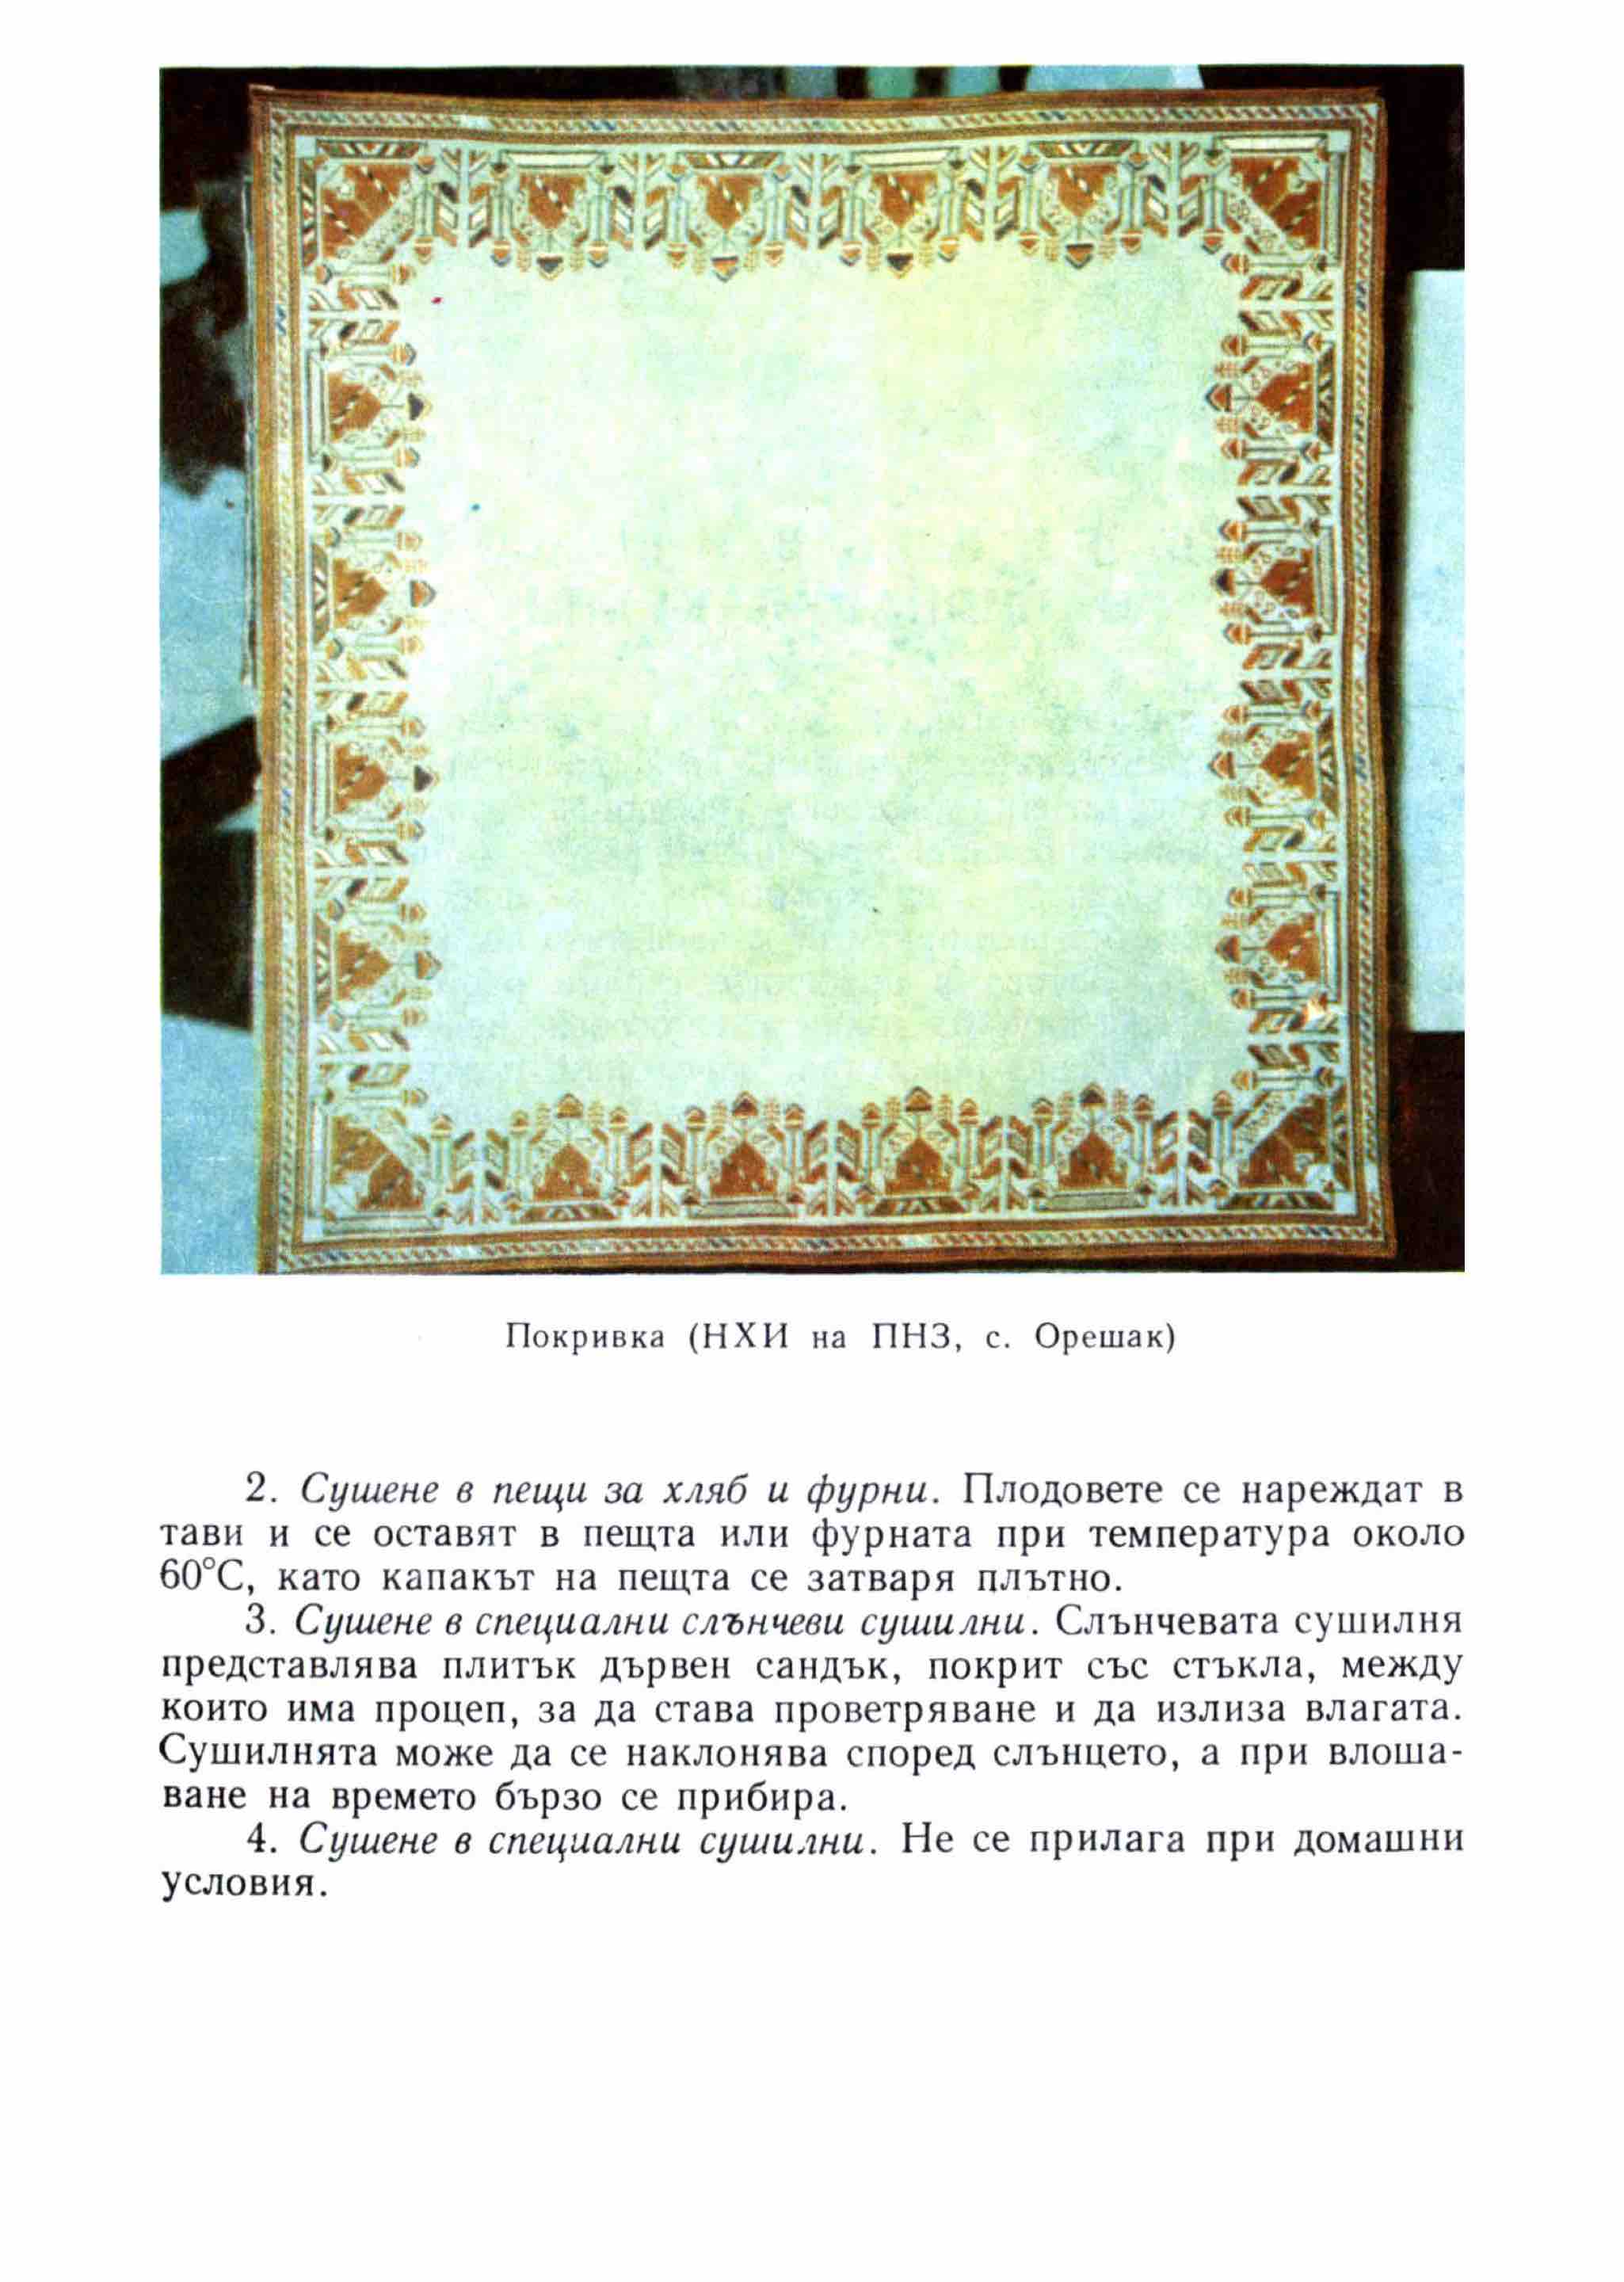 Покривка (НХИ на ПНЗ, с. Орешак)
2. Сушене в пещи за хляб и фурни. Плодовете се нареждат в
тави и се оставят в пещта или фурната при температура около
60°С, като капакът на пещта се затваря плътно.
3. Сушене в специални слънчеви сушилни. Слънчевата сушилня
представлява плитък дървен сандък, покрит със стъкла, между
които има процеп, за да става проветряване и да излиза влагата.
Сушилнята може да се наклонява според слънцето, а при влоша-
ване на времето бързо се прибира.
4. Сушене в специални сушилни. Не се прилага при домашни
условия.